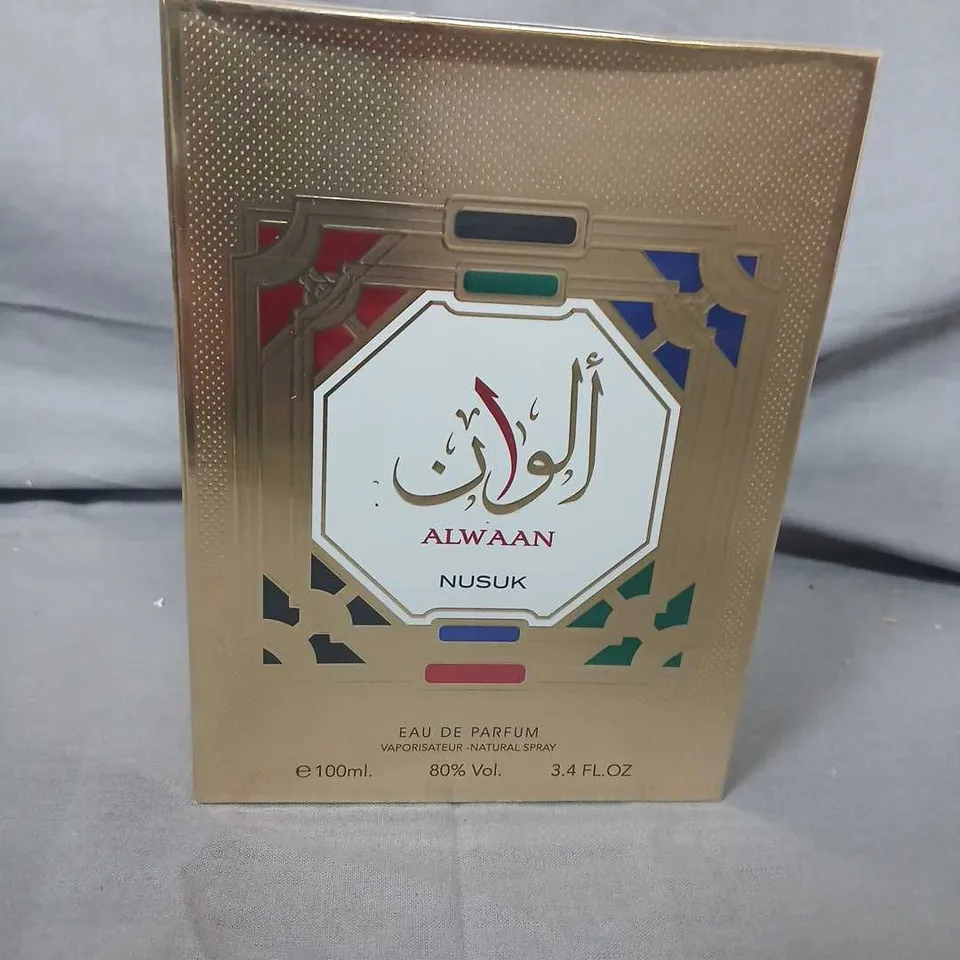 ألوان
ALWAAN
NUSUK
EAU DE PARFUM
VAPORISATEUR -NATURAL SPRAY
℮100ml. 80% Vol. 3.4 FL.OZ